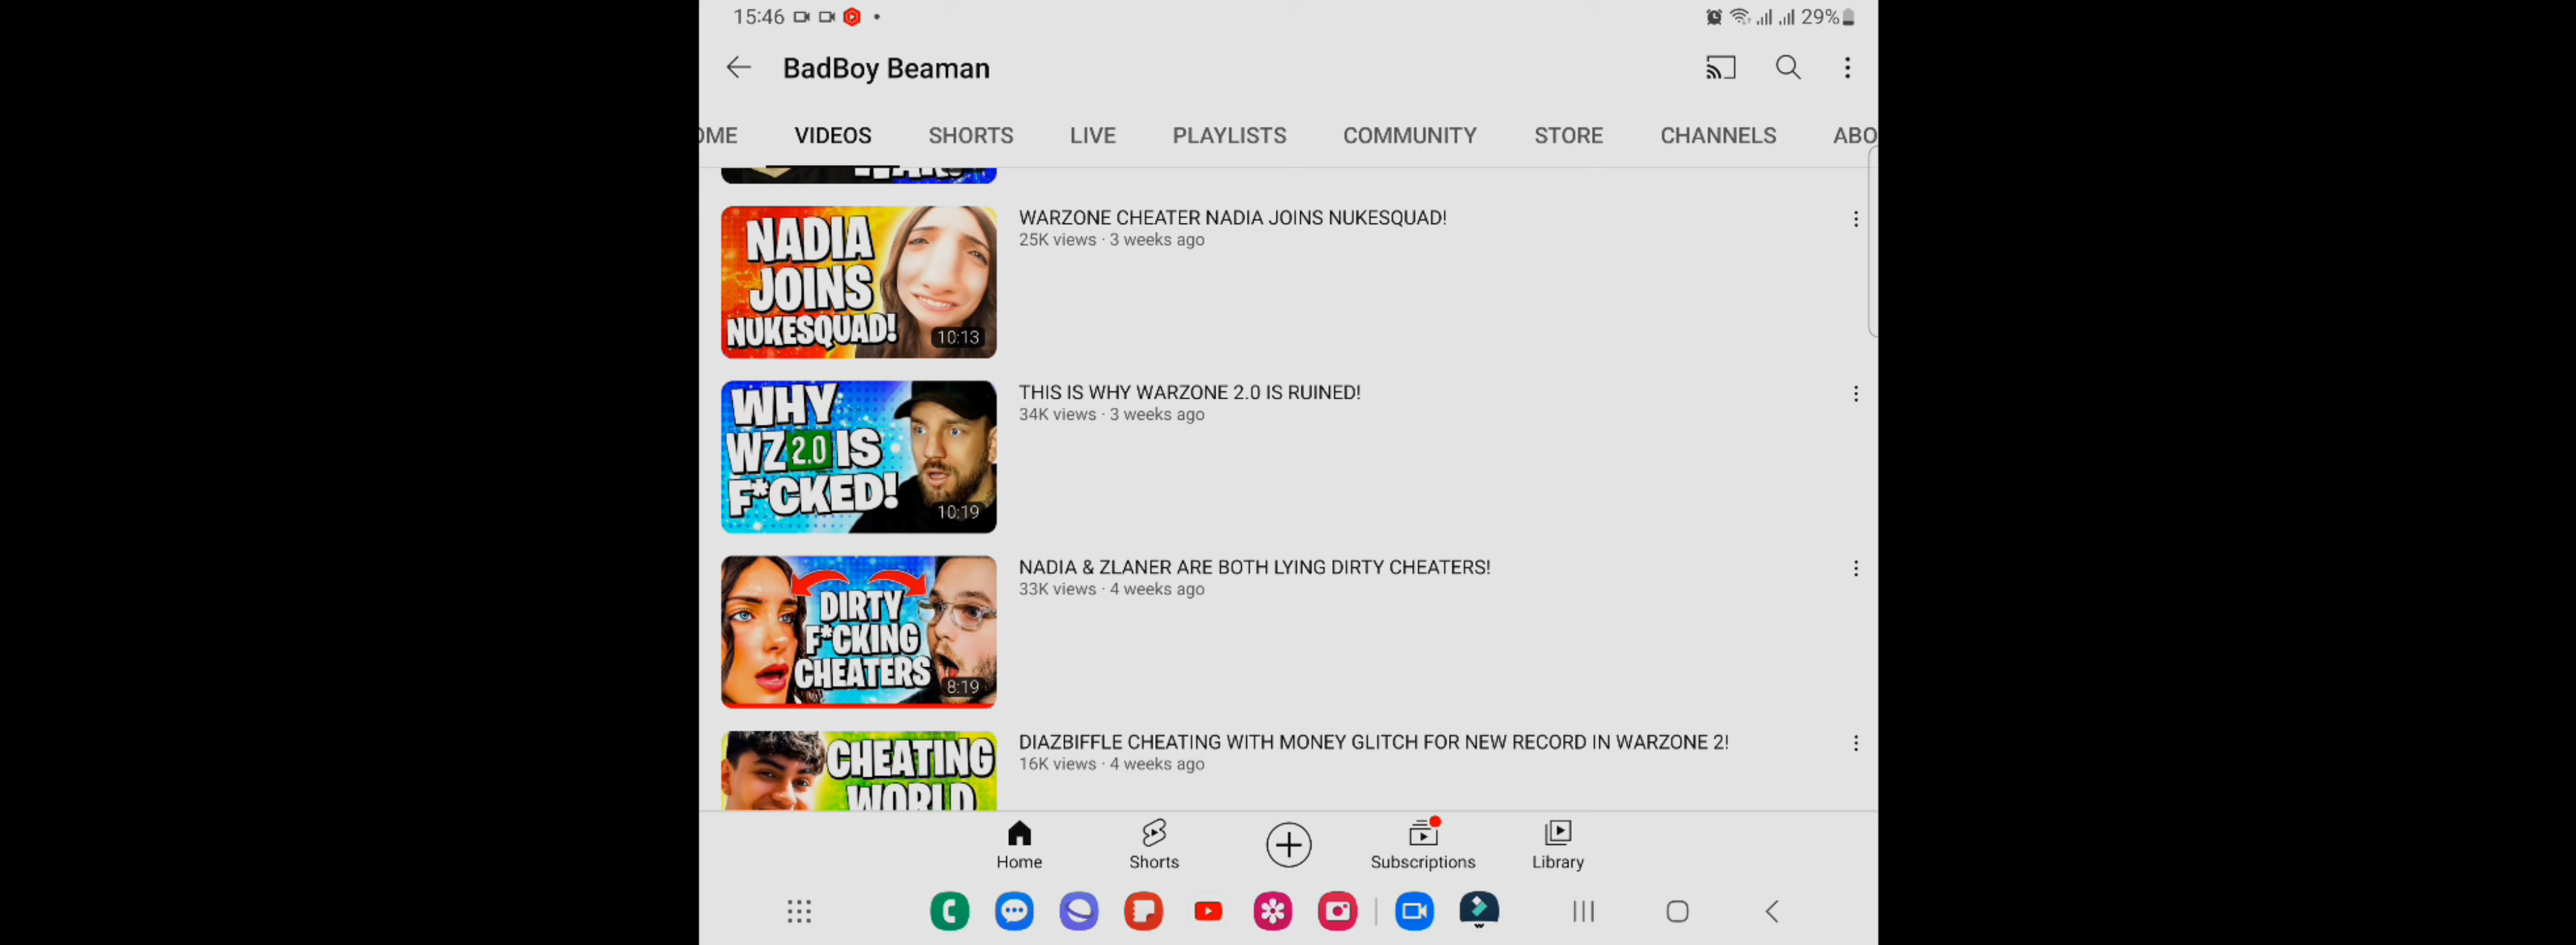 15:46
29%
BadBoy Beaman
OME VIDEOS SHORTS LIVE PLAYLISTS COMMUNITY STORE CHANNELS ABO
NADIA
JOINS
NUKESQUAD!
10:13
WARZONE CHEATER NADIA JOINS NUKESQUAD!
25K views · 3 weeks ago
WHY
WZ 2.0 IS
F*CKED!
10:19
THIS IS WHY WARZONE 2.0 IS RUINED!
34K views · 3 weeks ago
DIRTY
F*CKING
CHEATERS
8:19
NADIA & ZLANER ARE BOTH LYING DIRTY CHEATERS!
33K views · 4 weeks ago
CHEATING
WORLD
DIAZBIFFLE CHEATING WITH MONEY GLITCH FOR NEW RECORD IN WARZONE 2!
16K views · 4 weeks ago
Home Shorts Subscriptions Library